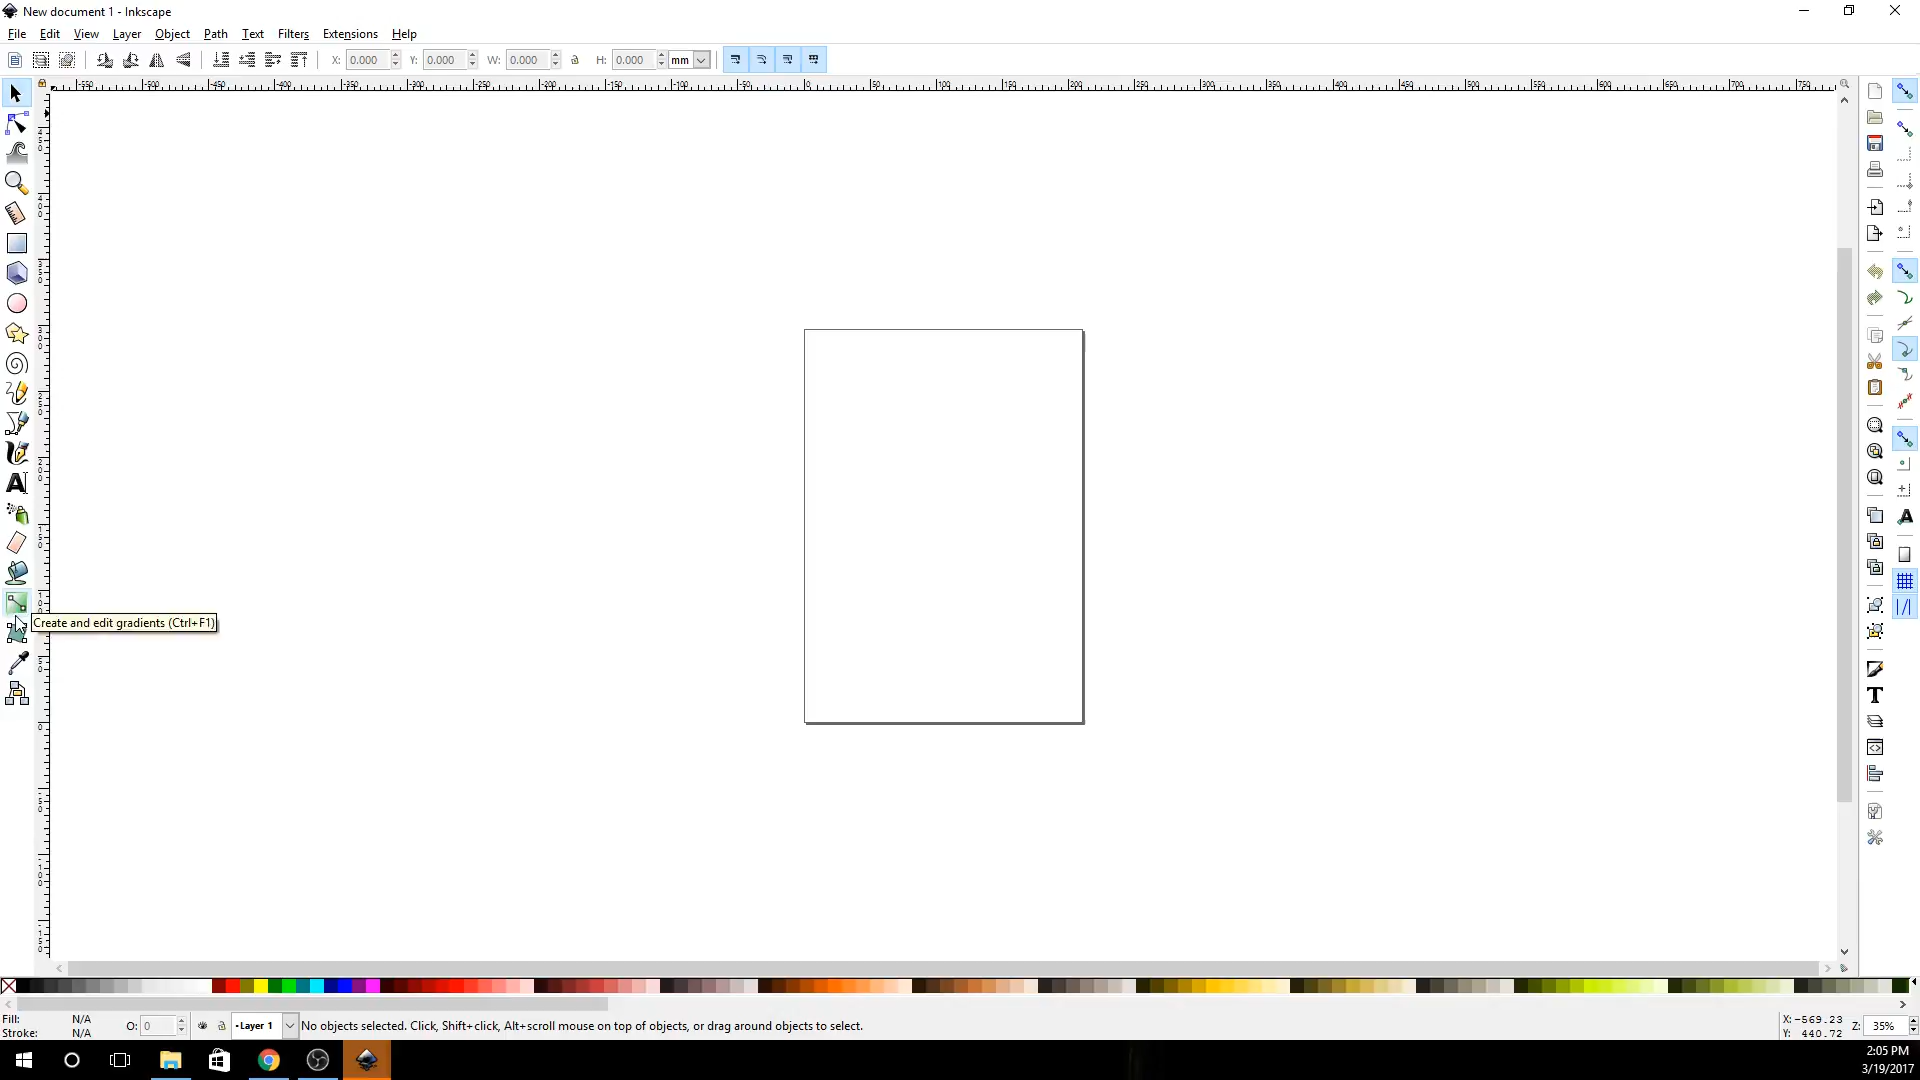 New document 1 - Inkscape
File Edit View Layer Object Path Text Filters Extensions Help
X: 0.000 Y: 0.000 W: 0.000 H: 0.000 mm
Create and edit gradients (Ctrl+F1)
Fill: N/A
Stroke: N/A
O: 0
Layer 1
No objects selected. Click, Shift+click, Alt+scroll mouse on top of objects, or drag around objects to select.
X: -569.23
Y: 440.72
Z: 35%
2:05 PM
3/19/2017